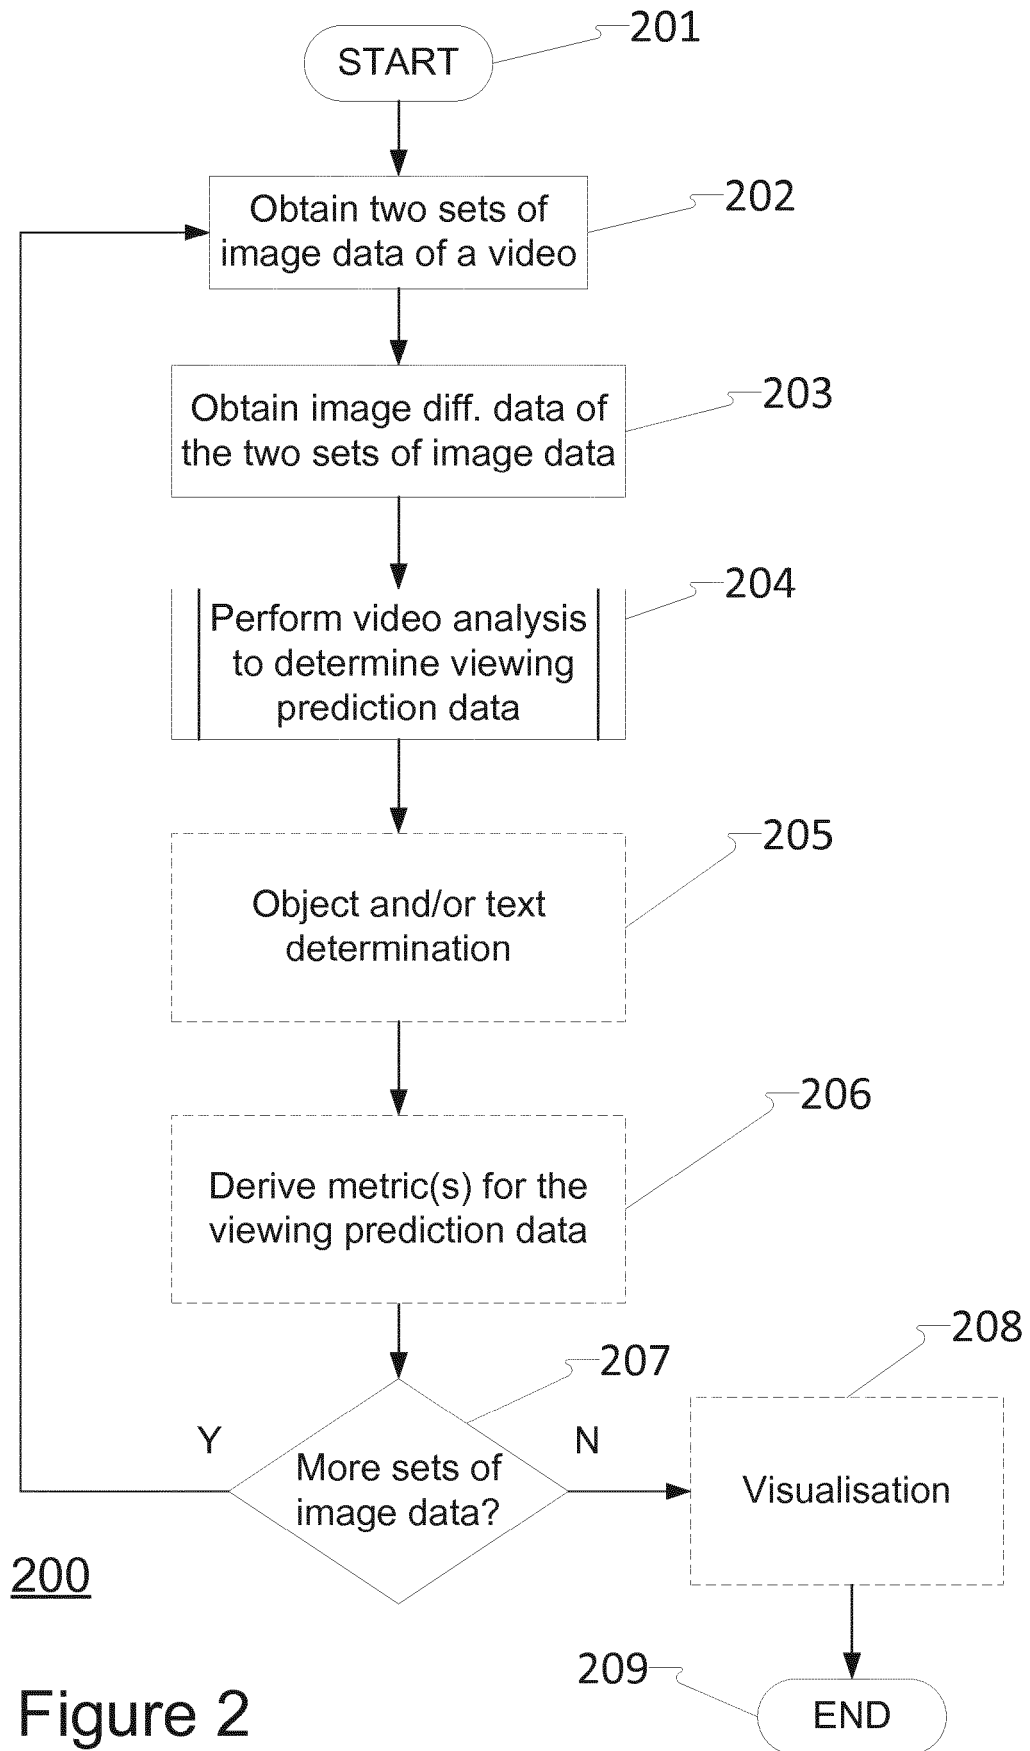 201
START
202
Obtain two sets of
image data of a video
203
Obtain image diff. data of
the two sets of image data
204
Perform video analysis
to determine viewing
prediction data
205
Object and/or text
determination
206
Derive metric(s) for the
viewing prediction data
207
208
Y
N
More sets of
image data?
Visualisation
200
209
END
Figure 2